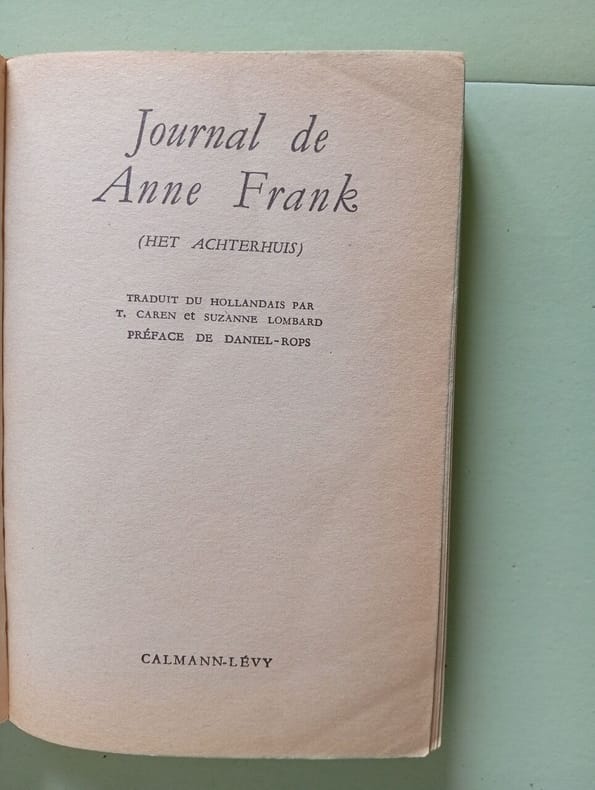 Journal de
Anne Frank
(HET ACHTERHUIS)
TRADUIT DU HOLLANDAIS PAR
T. CAREN et SUZANNE LOMBARD
PRÉFACE DE DANIEL-ROPS
CALMANN-LÉVY